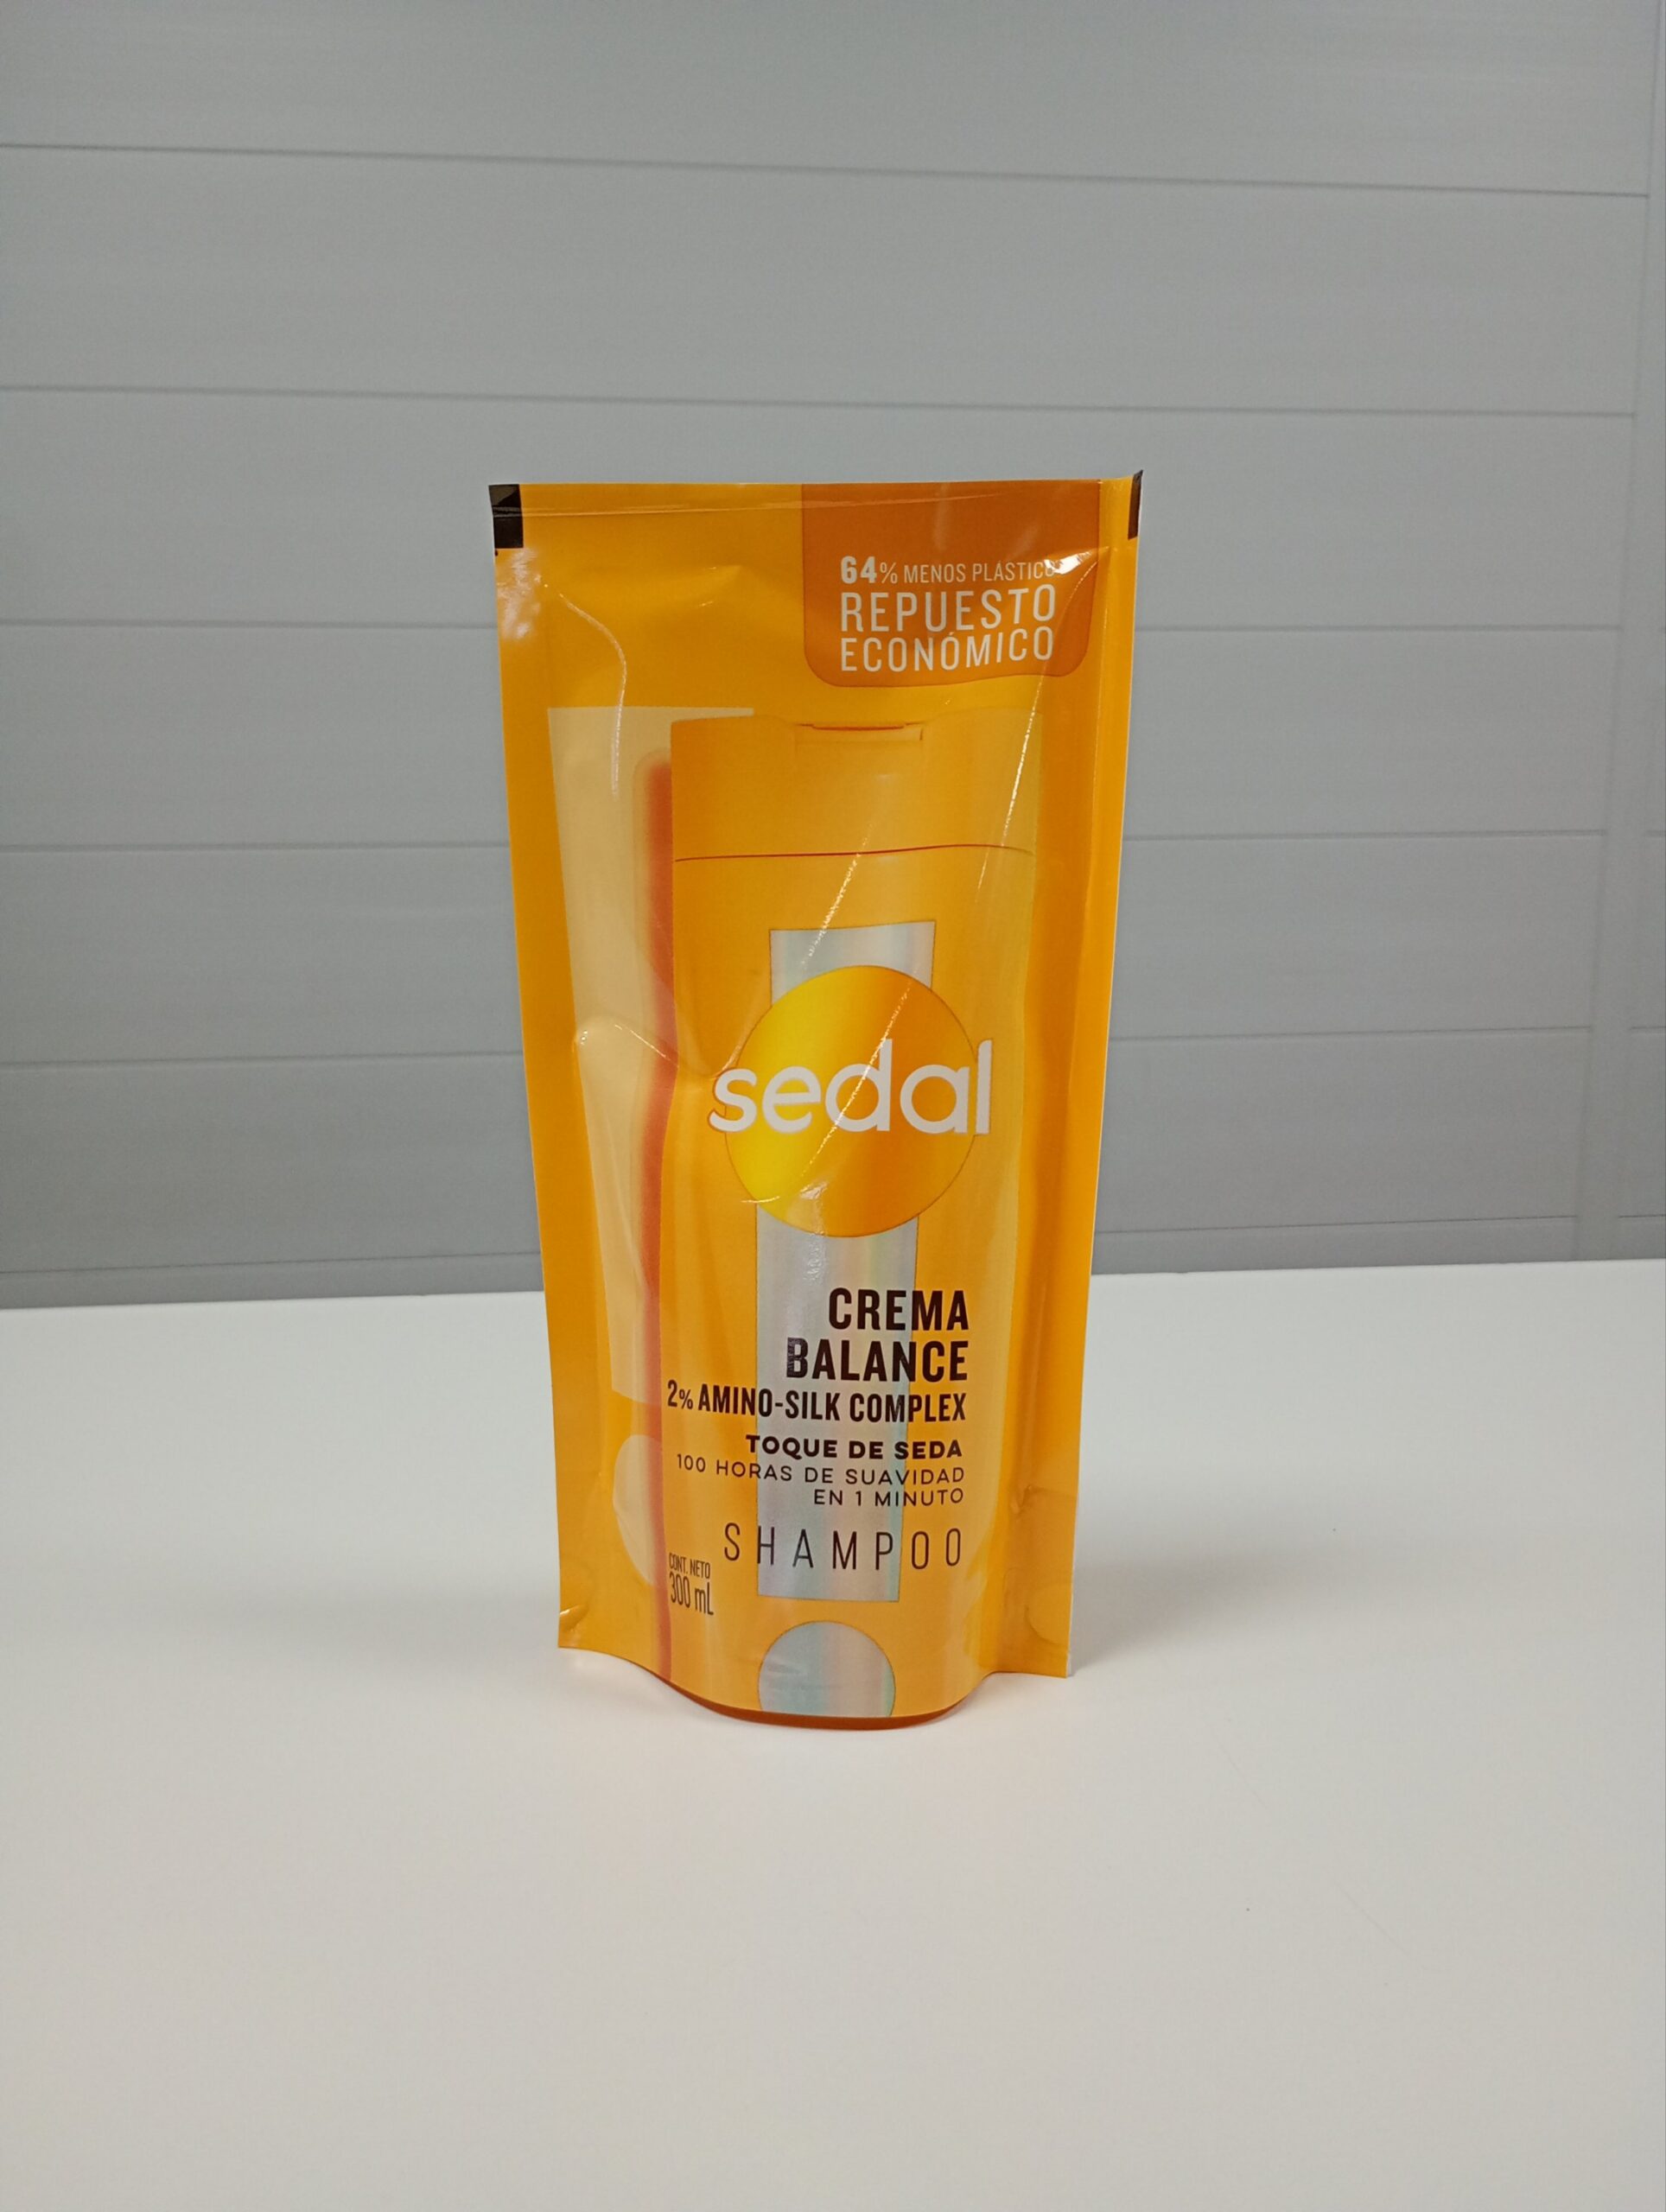 64% MENOS PLÁSTICO
REPUESTO
ECONÓMICO
sedal
CREMA
BALANCE
2% AMINO-SILK COMPLEX
TOQUE DE SEDA
100 HORAS DE SUAVIDAD
EN 1 MINUTO
SHAMPOO
CONT. NETO
300 mL